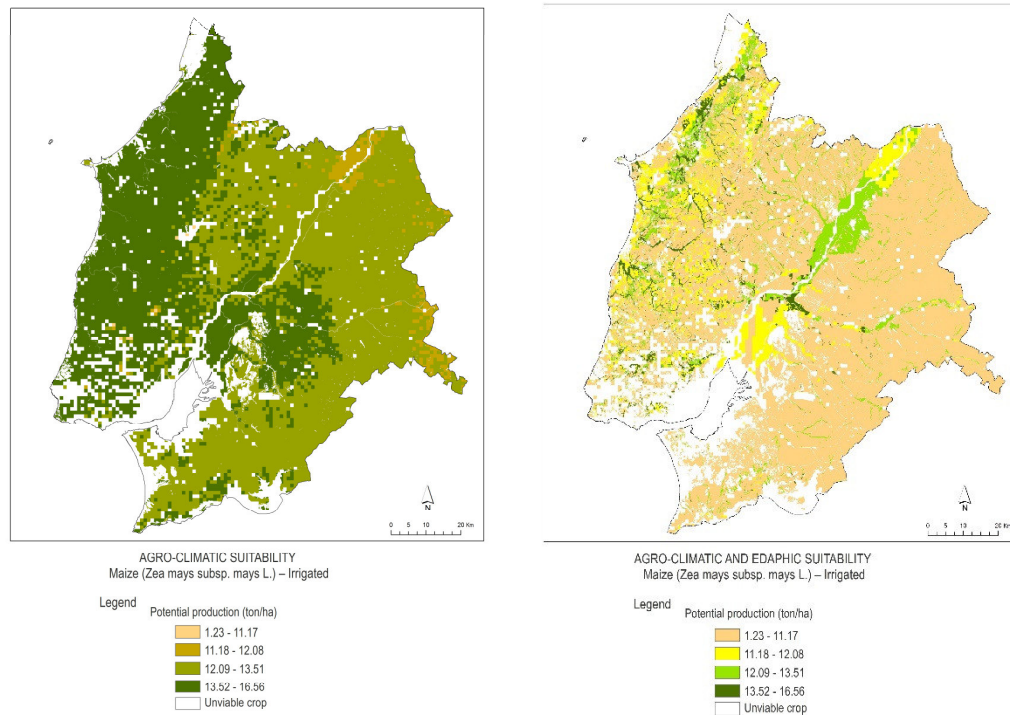 N
0 5 10 20 Km
AGRO-CLIMATIC SUITABILITY
Maize (Zea mays subsp. mays L.) – Irrigated
Legend
Potential production (ton/ha)
1.23 - 11.17
11.18 - 12.08
12.09 - 13.51
13.52 - 16.56
Unviable crop
N
0 5 13 20 Km
AGRO-CLIMATIC AND EDAPHIC SUITABILITY
Maize (Zea mays subsp. mays L.) – Irrigated
Legend
Potential production (ton/ha)
1.23 - 11.17
11.18 - 12.08
12.09 - 13.51
13.52 - 16.56
Unviable crop